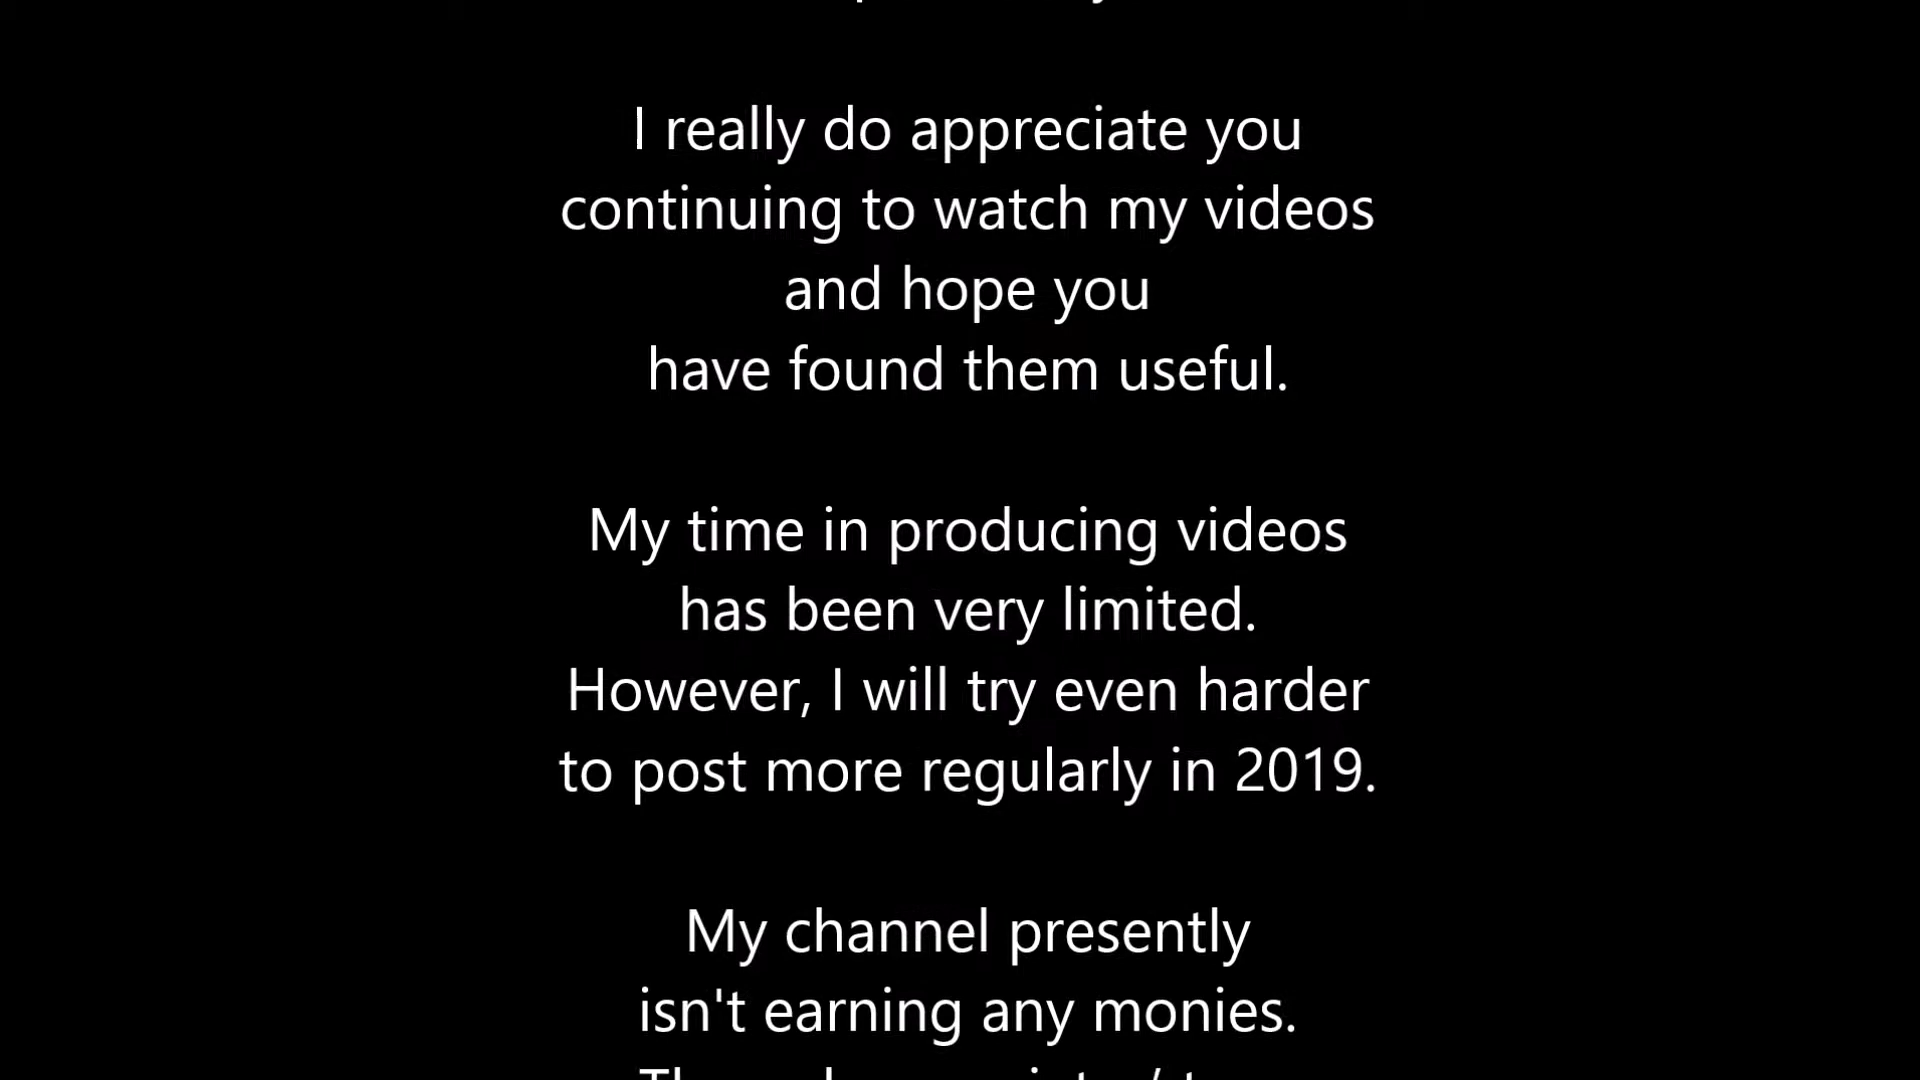 I really do appreciate you
continuing to watch my videos
and hope you
have found them useful.
My time in producing videos
has been very limited.
However, I will try even harder
to post more regularly in 2019.
My channel presently
isn't earning any monies.